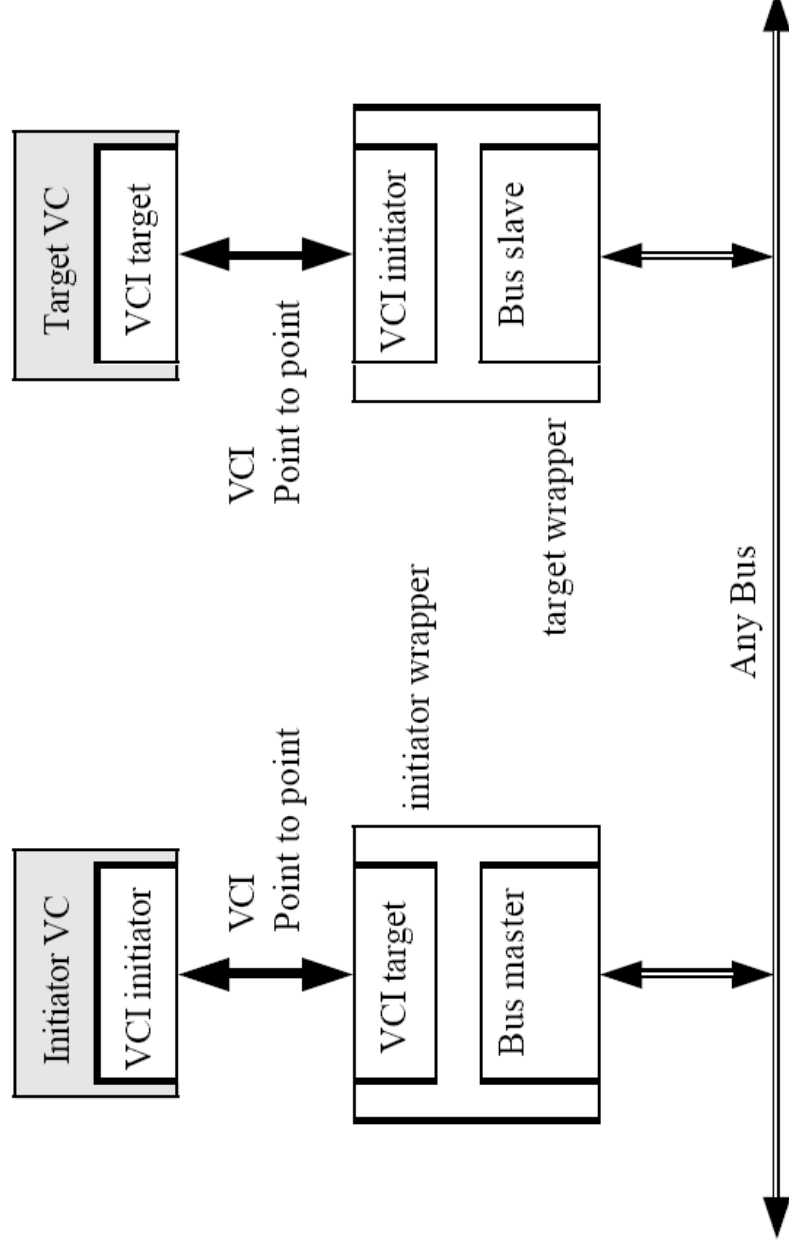 Initiator VC
VCI initiator
VCI
Point to point
VCI target
Bus master
initiator wrapper
Target VC
VCI target
VCI
Point to point
VCI initiator
Bus slave
target wrapper
Any Bus